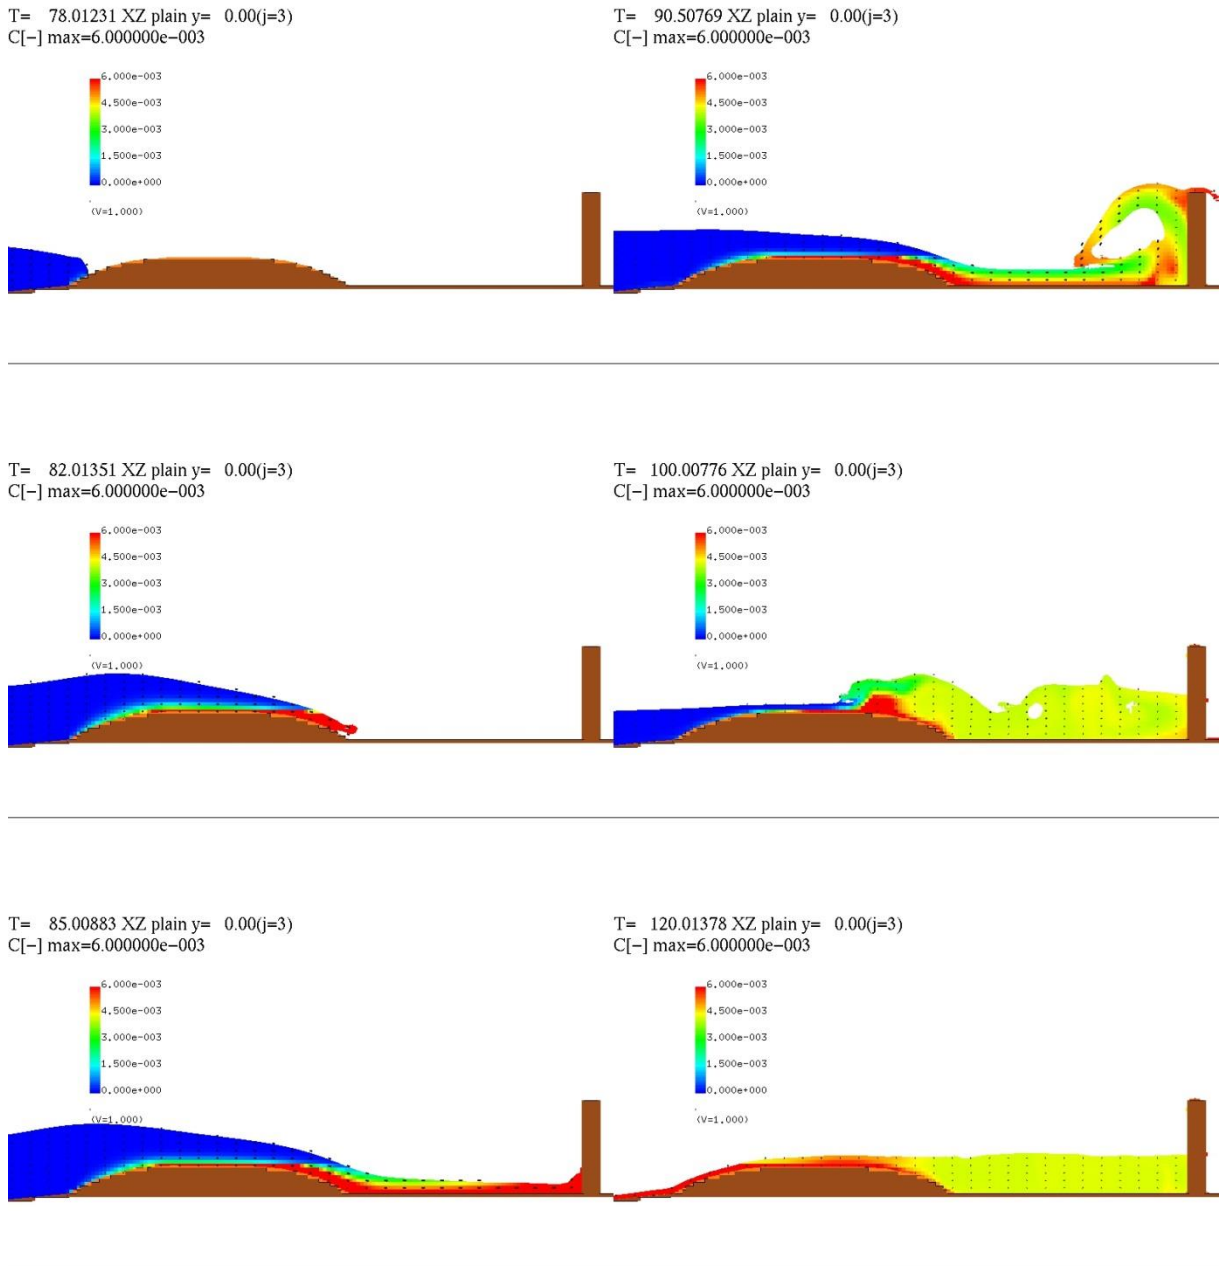 T= 78.01231 XZ plain y= 0.00(j=3)
C[−] max=6.000000e−003
6.000e-003
4.500e-003
3.000e-003
1.500e-003
0.000e+000
(V=1.000)
T= 90.50769 XZ plain y= 0.00(j=3)
C[−] max=6.000000e−003
6.000e-003
4.500e-003
3.000e-003
1.500e-003
0.000e+000
(V=1.000)
T= 82.01351 XZ plain y= 0.00(j=3)
C[−] max=6.000000e−003
6.000e-003
4.500e-003
3.000e-003
1.500e-003
0.000e+000
(V=1.000)
T= 100.00776 XZ plain y= 0.00(j=3)
C[−] max=6.000000e−003
6.000e-003
4.500e-003
3.000e-003
1.500e-003
0.000e+000
(V=1.000)
T= 85.00883 XZ plain y= 0.00(j=3)
C[−] max=6.000000e−003
6.000e-003
4.500e-003
3.000e-003
1.500e-003
0.000e+000
(V=1.000)
T= 120.01378 XZ plain y= 0.00(j=3)
C[−] max=6.000000e−003
6.000e-003
4.500e-003
3.000e-003
1.500e-003
0.000e+000
(V=1.000)